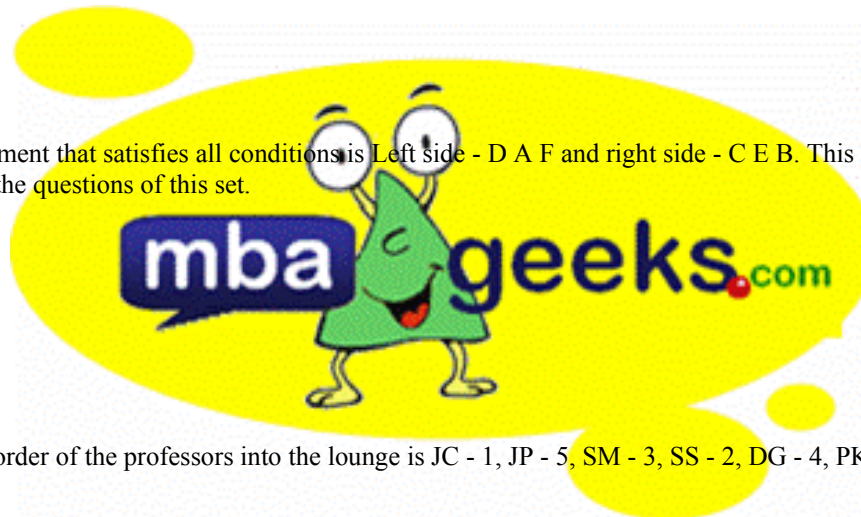 ment that satisfies all conditions is Left side - D A F and right side - C E B. This
the questions of this set.
mba geeks.com
order of the professors into the lounge is JC - 1, JP - 5, SM - 3, SS - 2, DG - 4, PK